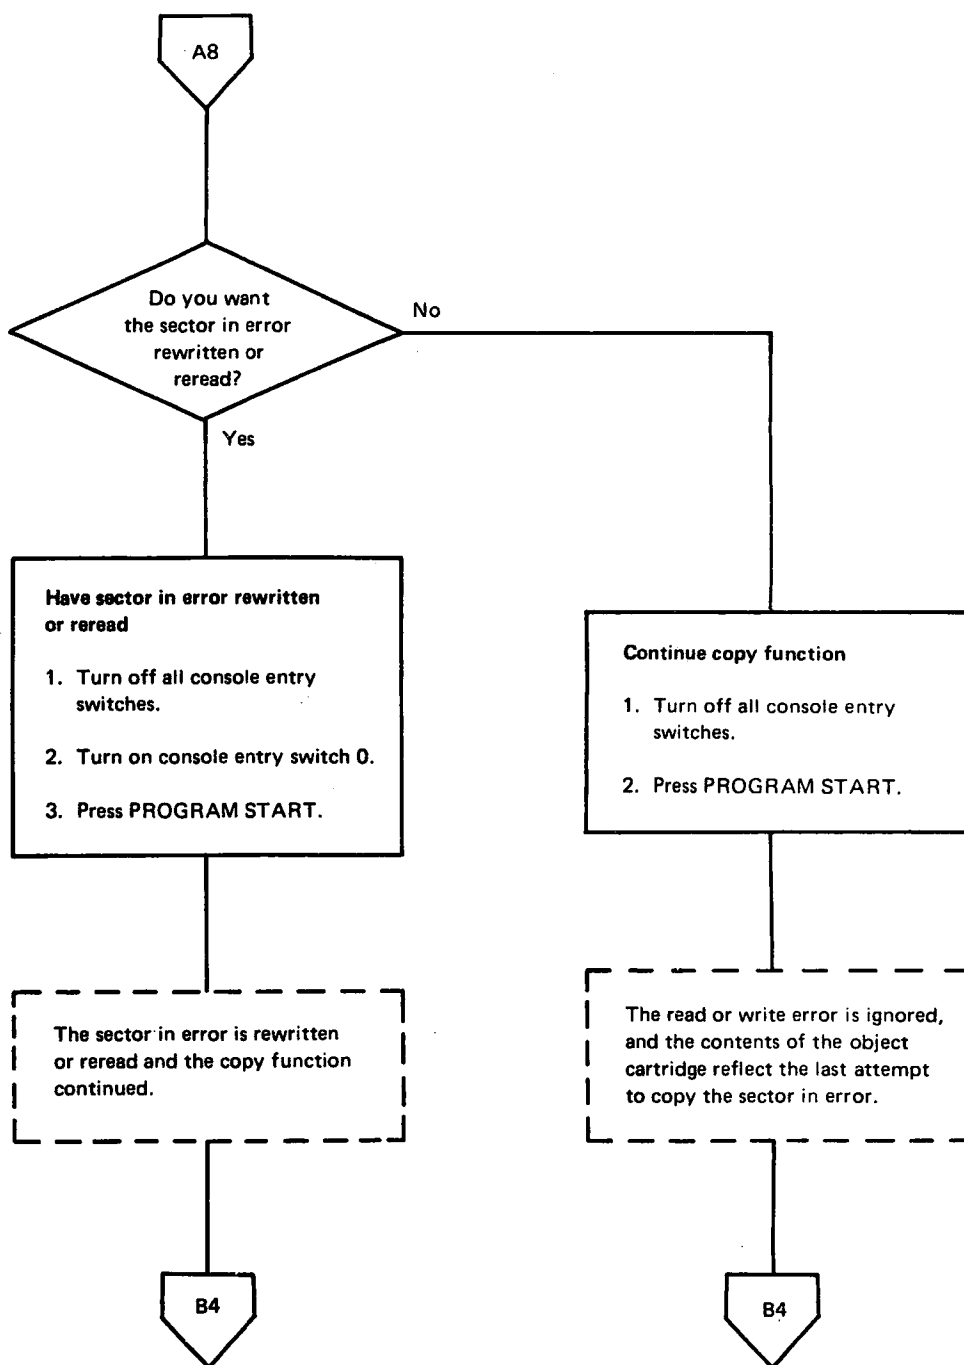 A8
Do you want
the sector in error
rewritten or
reread?
No
Yes
Have sector in error rewritten
or reread
1. Turn off all console entry
switches.
2. Turn on console entry switch 0.
3. Press PROGRAM START.
Continue copy function
1. Turn off all console entry
switches.
2. Press PROGRAM START.
The sector in error is rewritten
or reread and the copy function
continued.
The read or write error is ignored,
and the contents of the object
cartridge reflect the last attempt
to copy the sector in error.
B4
B4